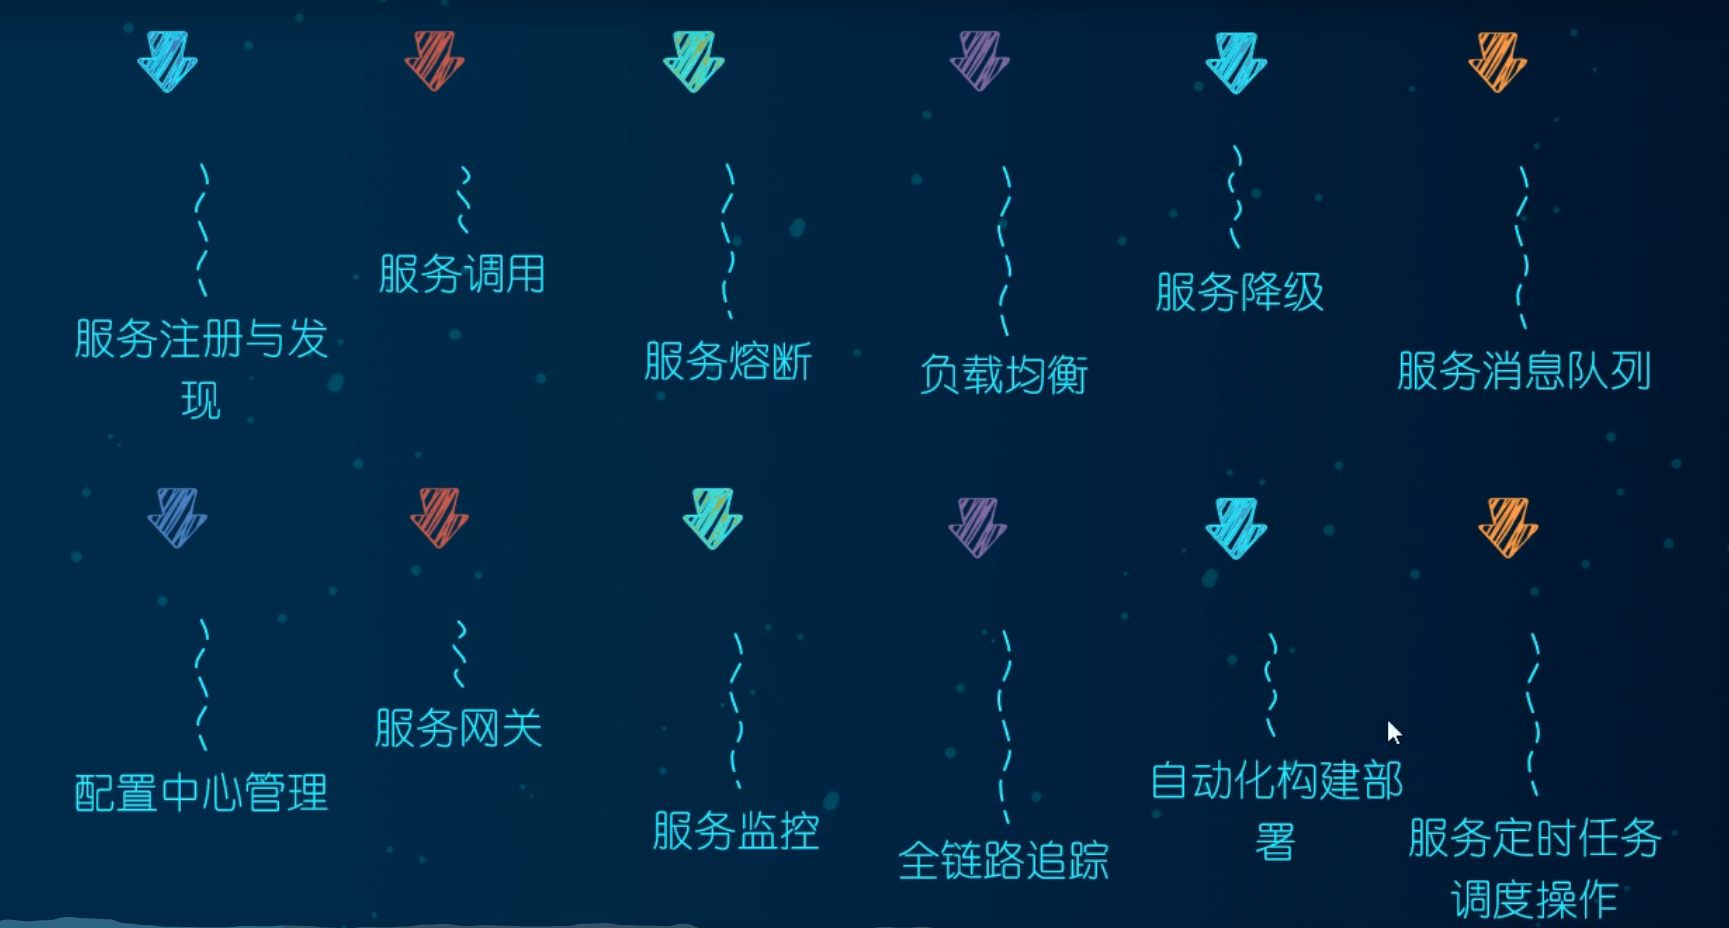 服务注册与发
现
服务调用
服务熔断
负载均衡
服务降级
服务消息队列
配置中心管理
服务网关
服务监控
全链路追踪
自动化构建部
署
服务定时任务
调度操作